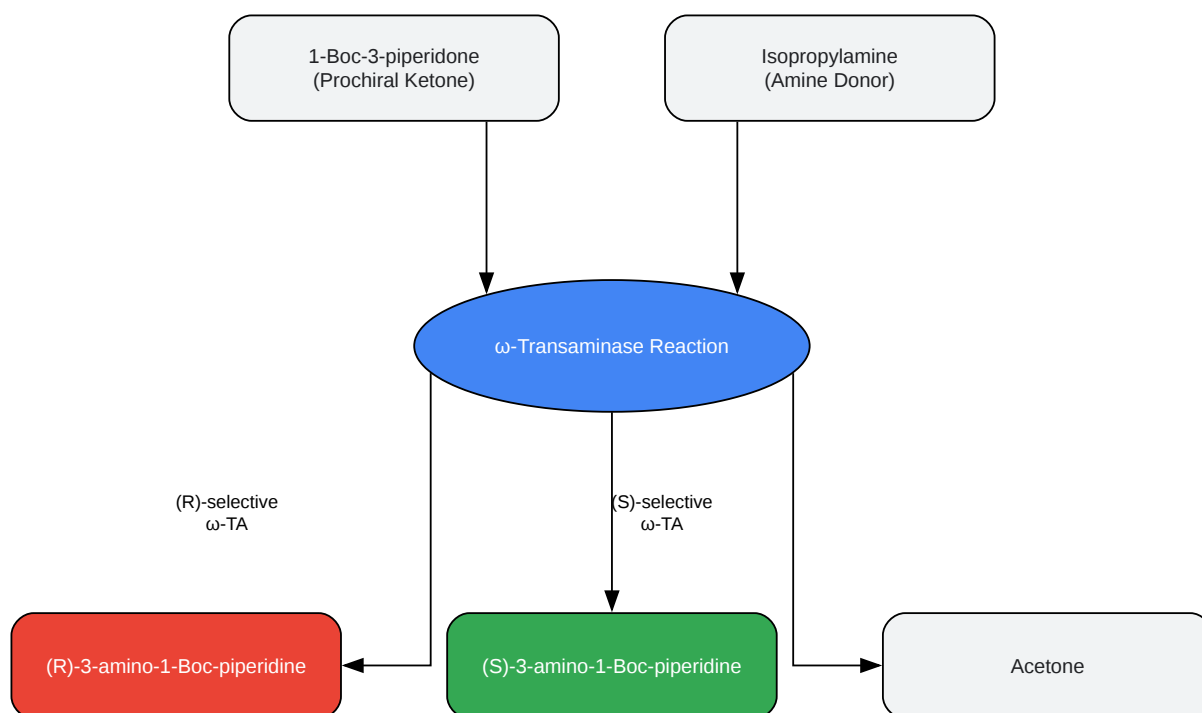 1-Boc-3-piperidone
(Prochiral Ketone)
Isopropylamine
(Amine Donor)
ω-Transaminase Reaction
(R)-selective
ω-TA
(S)-selective
ω-TA
(R)-3-amino-1-Boc-piperidine
(S)-3-amino-1-Boc-piperidine
Acetone